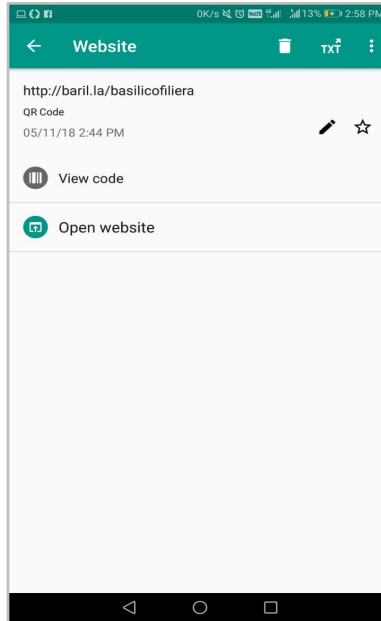 0K/s 13% 2:58 PM
Website TXT
http://baril.la/basilicofiliera
QR Code
05/11/18 2:44 PM
View code
Open website